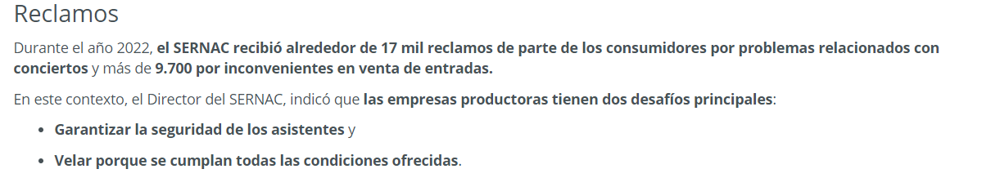 Reclamos
Durante el año 2022, el SERNAC recibió alrededor de 17 mil reclamos de parte de los consumidores por problemas relacionados con
conciertos y más de 9.700 por inconvenientes en venta de entradas.
En este contexto, el Director del SERNAC, indicó que las empresas productoras tienen dos desafíos principales:
• Garantizar la seguridad de los asistentes y
• Velar porque se cumplan todas las condiciones ofrecidas.